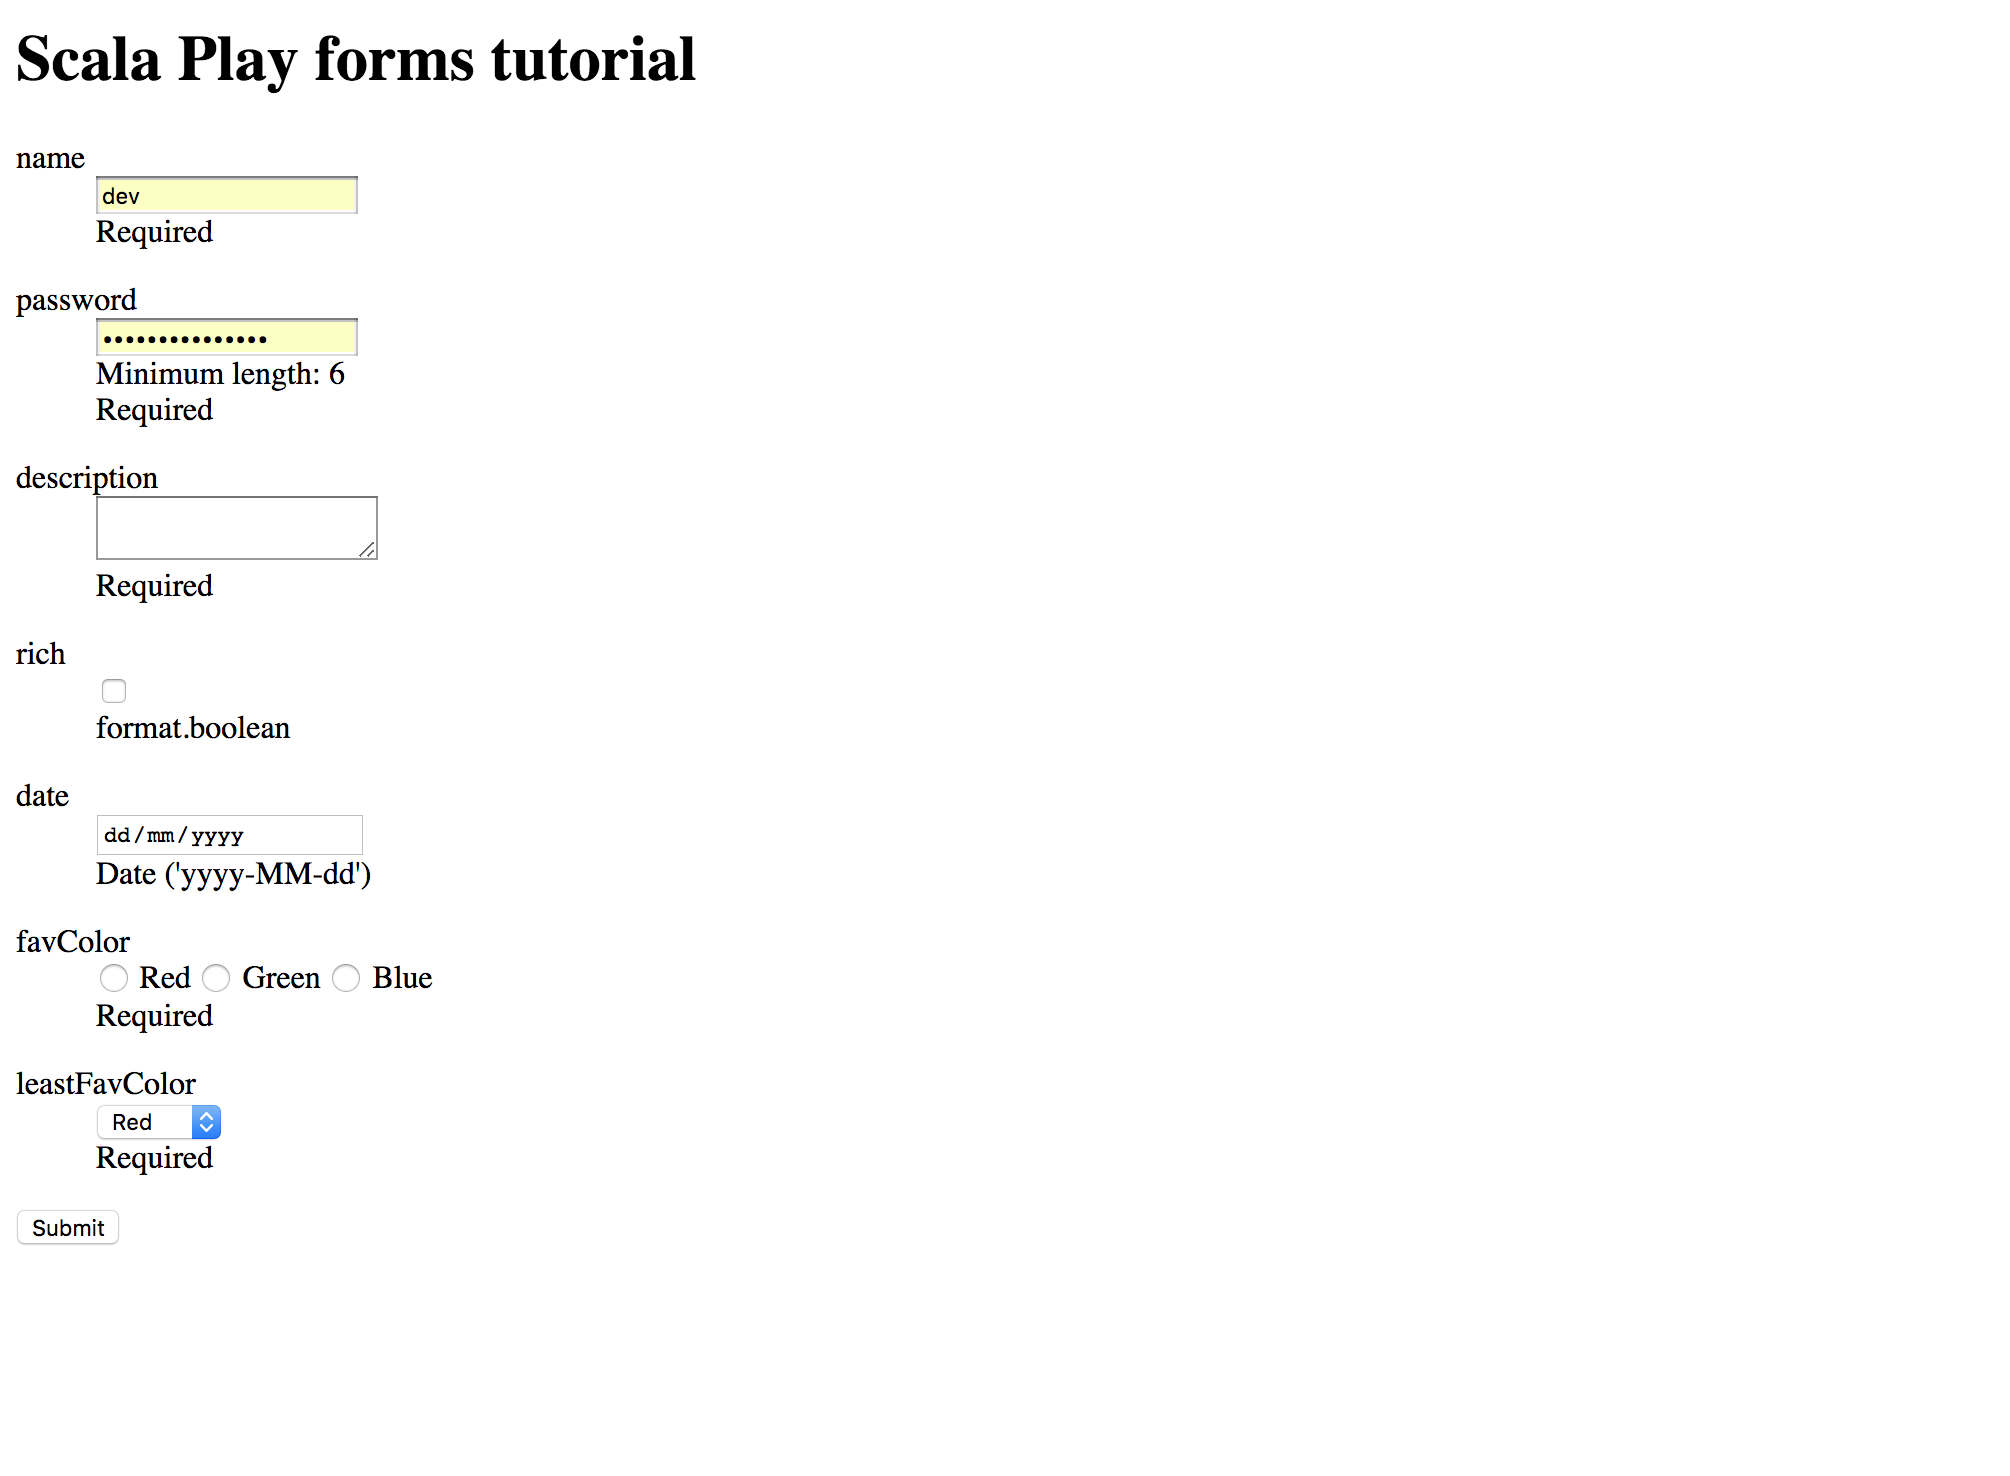 Scala Play forms tutorial
name
dev
Required
password
•••••••••••••••
Minimum length: 6
Required
description
Required
rich
format.boolean
date
dd/mm/yyyy
Date ('yyyy-MM-dd')
favColor
Red Green Blue
Required
leastFavColor
Red
Required
Submit